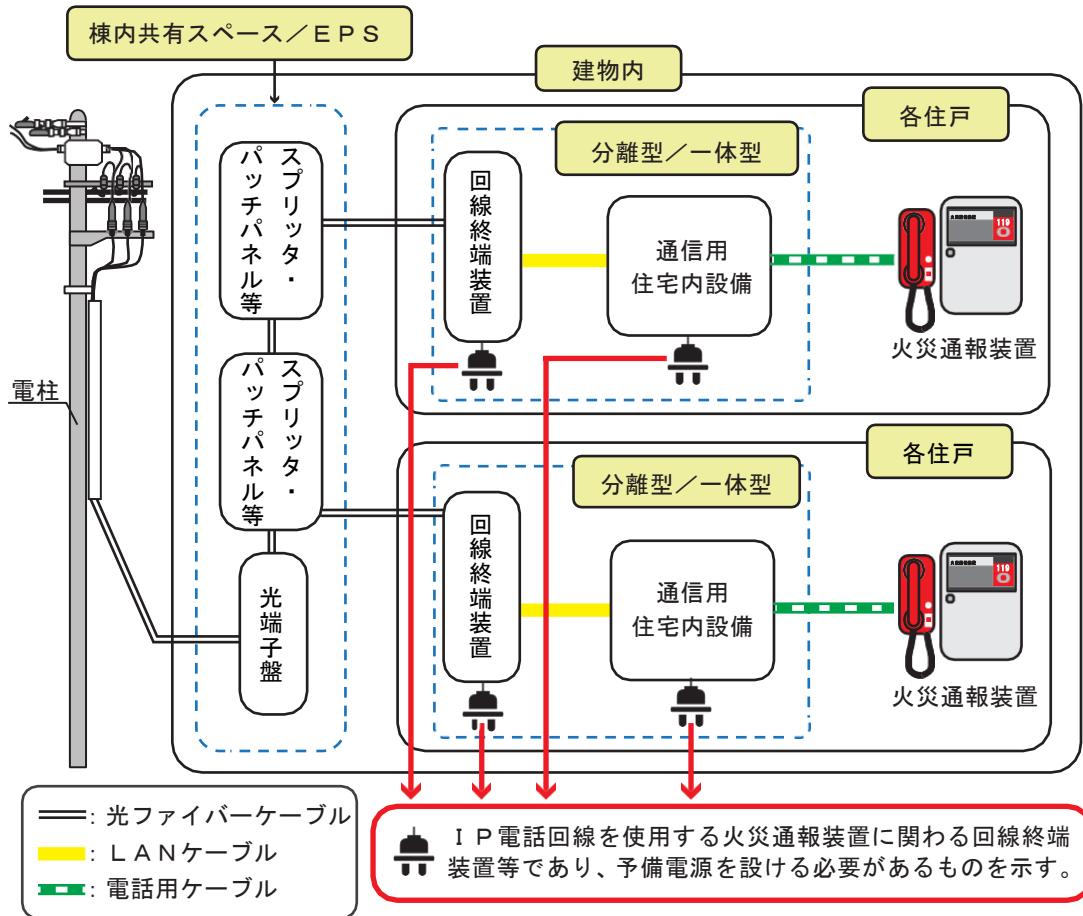 棟内共有スペース／ＥＰＳ
建物内
各住戸
分離型／一体型
スプリッタ・
パッチパネル等
回線終端装置
通信用
住宅内設備
119
火災通報装置
電柱
スプリッタ・
パッチパネル等
各住戸
分離型／一体型
回線終端装置
通信用
住宅内設備
119
火災通報装置
光端子盤
：光ファイバーケーブル
：ＬＡＮケーブル
：電話用ケーブル
ＩＰ電話回線を使用する火災通報装置に関わる回線終端
装置等であり、予備電源を設ける必要があるものを示す。